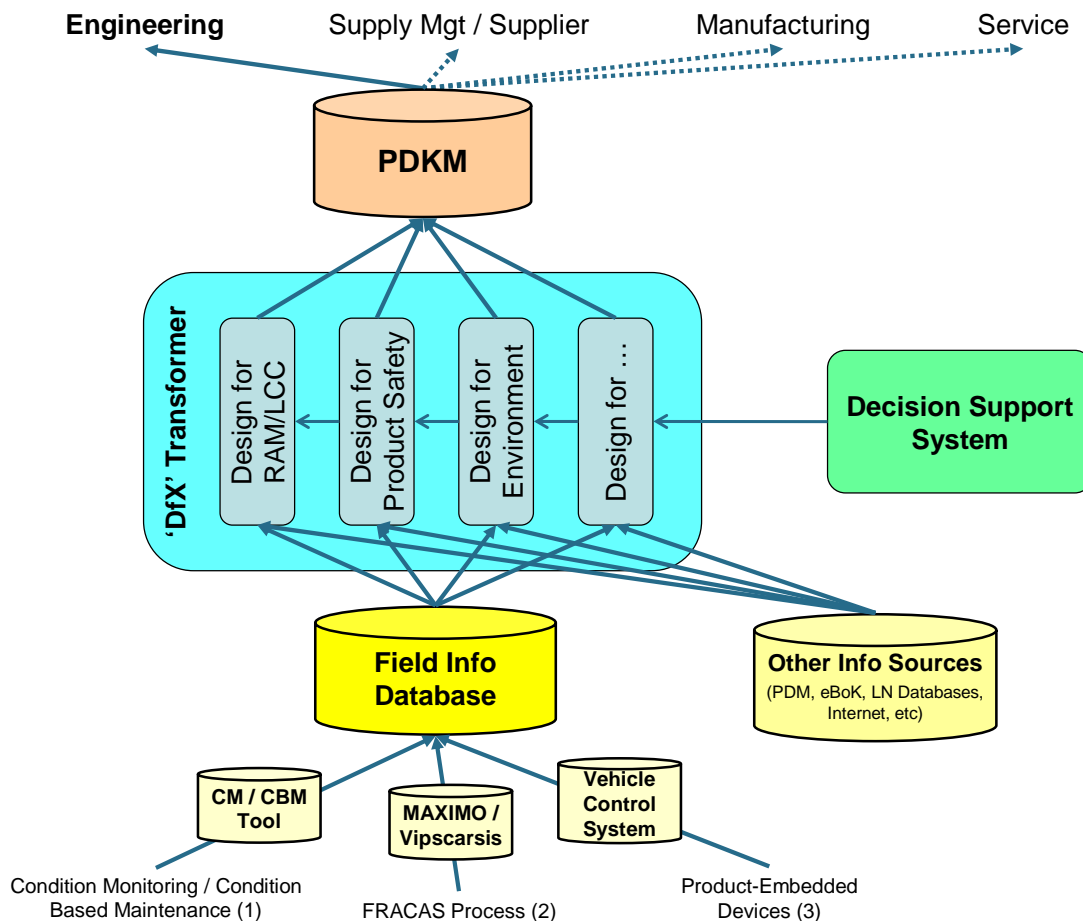 Engineering
Supply Mgt / Supplier
Manufacturing
Service
PDKM
‘DfX’ Transformer
Design for
RAM/LCC
Design for
Product Safety
Design for
Environment
Design for …
Decision Support
System
Field Info
Database
Other Info Sources
(PDM, eBoK, LN Databases,
Internet, etc)
CM / CBM
Tool
MAXIMO /
Vipscarsis
Vehicle
Control
System
Condition Monitoring / Condition
Based Maintenance (1)
FRACAS Process (2)
Product-Embedded
Devices (3)